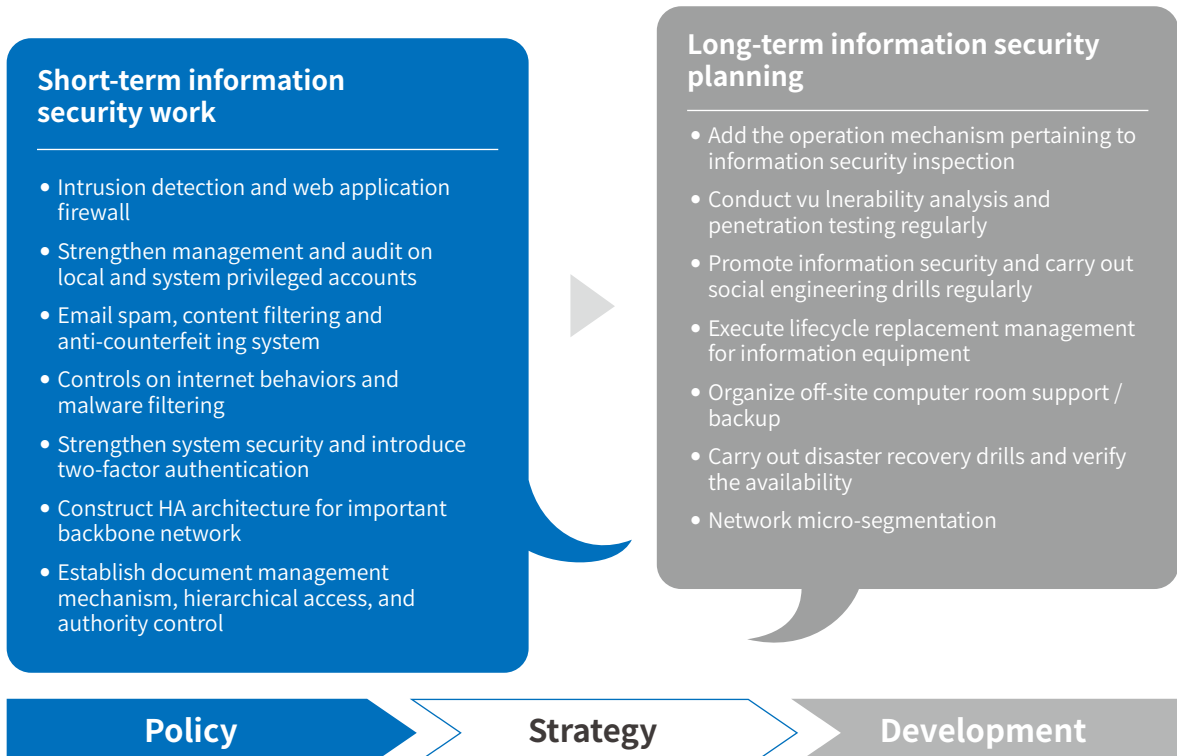 Short-term information
security work
• Intrusion detection and web application
firewall
• Strengthen management and audit on
local and system privileged accounts
• Email spam, content filtering and
anti-counterfeit ing system
• Controls on internet behaviors and
malware filtering
• Strengthen system security and introduce
two-factor authentication
• Construct HA architecture for important
backbone network
• Establish document management
mechanism, hierarchical access, and
authority control
Long-term information security
planning
• Add the operation mechanism pertaining to
information security inspection
• Conduct vu lnerability analysis and
penetration testing regularly
• Promote information security and carry out
social engineering drills regularly
• Execute lifecycle replacement management
for information equipment
• Organize off-site computer room support /
backup
• Carry out disaster recovery drills and verify
the availability
• Network micro-segmentation
Policy
Strategy
Development